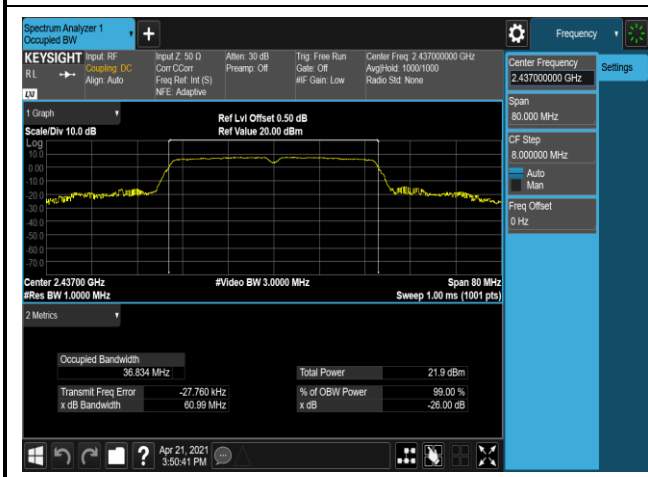 Spectrum Analyzer 1
Occupied BW
Frequency
KEYSIGHT
Input: RF
RL
Coupling: DC
Align: Auto
LXI
Input Z: 50 Ω
Corr CCorr
Freq Ref: Int (S)
NFE: Adaptive
Atten: 30 dB
Preamp: Off
Trig: Free Run
Gate: Off
#IF Gain: Low
Center Freq: 2.437000000 GHz
Avg|Hold: 1000/1000
Radio Std: None
Center Frequency
2.437000000 GHz
Settings
Span
80.000 MHz
CF Step
8.000000 MHz
Auto
Man
Freq Offset
0 Hz
1 Graph
Scale/Div 10.0 dB
Ref Lvl Offset 0.50 dB
Ref Value 20.00 dBm
Log
10.0
0.00
-10.0
-20.0
-30.0
-40.0
-50.0
-60.0
-70.0
Center 2.43700 GHz
#Video BW 3.0000 MHz
Span 80 MHz
#Res BW 1.0000 MHz
Sweep 1.00 ms (1001 pts)
2 Metrics
Occupied Bandwidth
36.834 MHz
Total Power 21.9 dBm
Transmit Freq Error -27.760 kHz
% of OBW Power 99.00 %
x dB Bandwidth 60.99 MHz
x dB -26.00 dB
Apr 21, 2021
3:50:41 PM